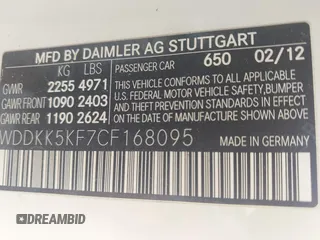 MFD BY DAIMLER AG STUTTGART
KG LBS
GVWR 2255 4971
GAWR FRONT 1090 2403
GAWR REAR 1190 2624
PASSENGER CAR 650 02/12
THIS VEHICLE CONFORMS TO ALL APPLICABLE
U.S. FEDERAL MOTOR VEHICLE SAFETY,BUMPER
AND THEFT PREVENTION STANDARDS IN EFFECT
ON THE DATE OF MANUFACTURE SHOWN ABOVE.
WDDKK5KF7CF168095
MADE IN GERMANY
DRIVECOM